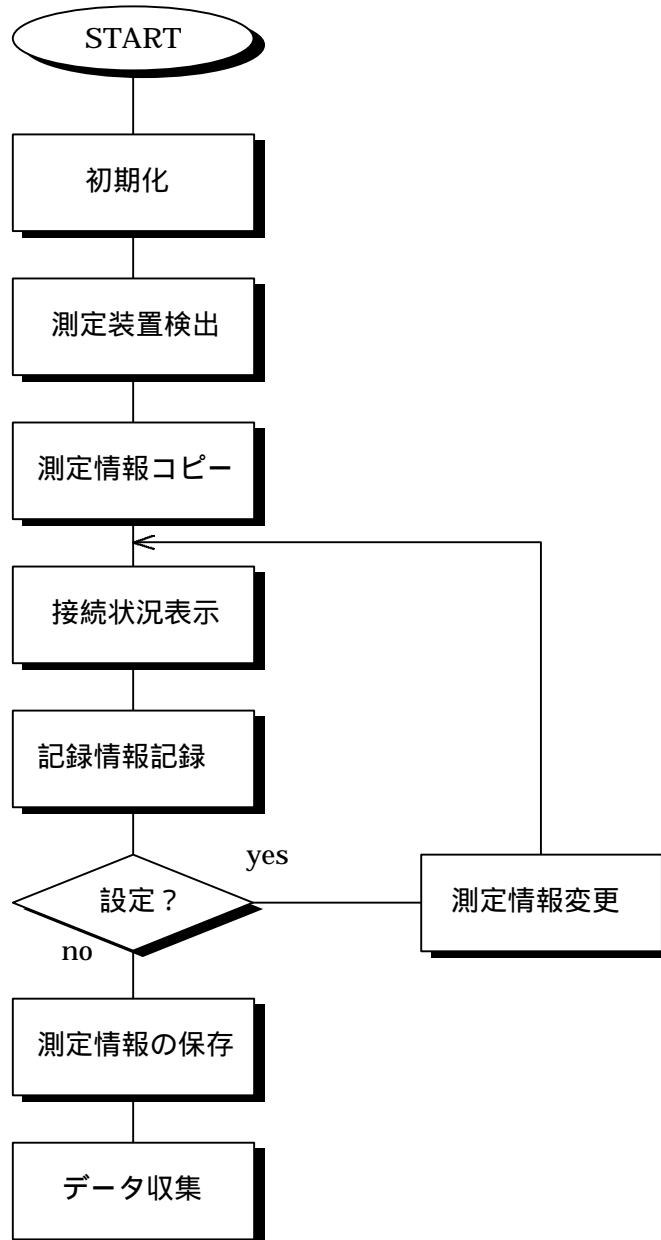 START
初期化
測定装置検出
測定情報コピー
接続状況表示
記録情報記録
yes
設定？
測定情報変更
no
測定情報の保存
データ収集